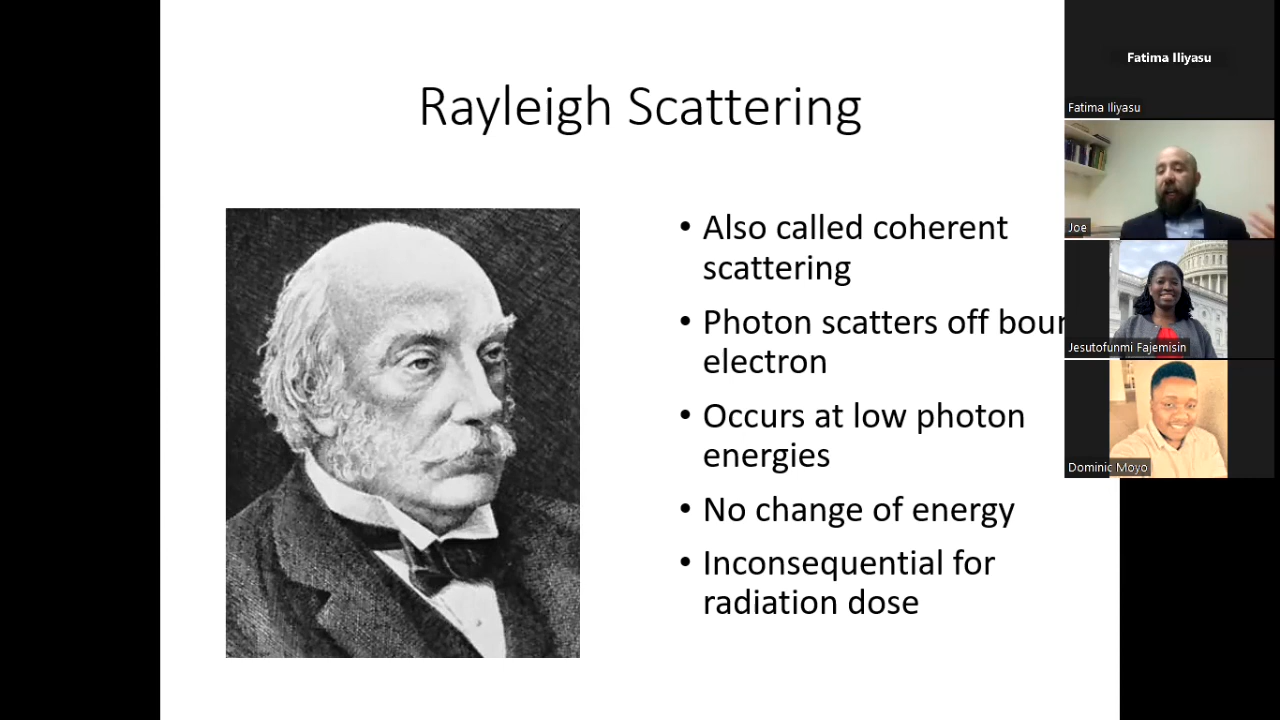 Rayleigh Scattering
• Also called coherent
scattering
• Photon scatters off bour
electron
• Occurs at low photon
energies
• No change of energy
• Inconsequential for
radiation dose
Fatima Iliyasu
Fatima Iliyasu
Joe
Jesutofunmi Fajemisin
Dominic Moyo